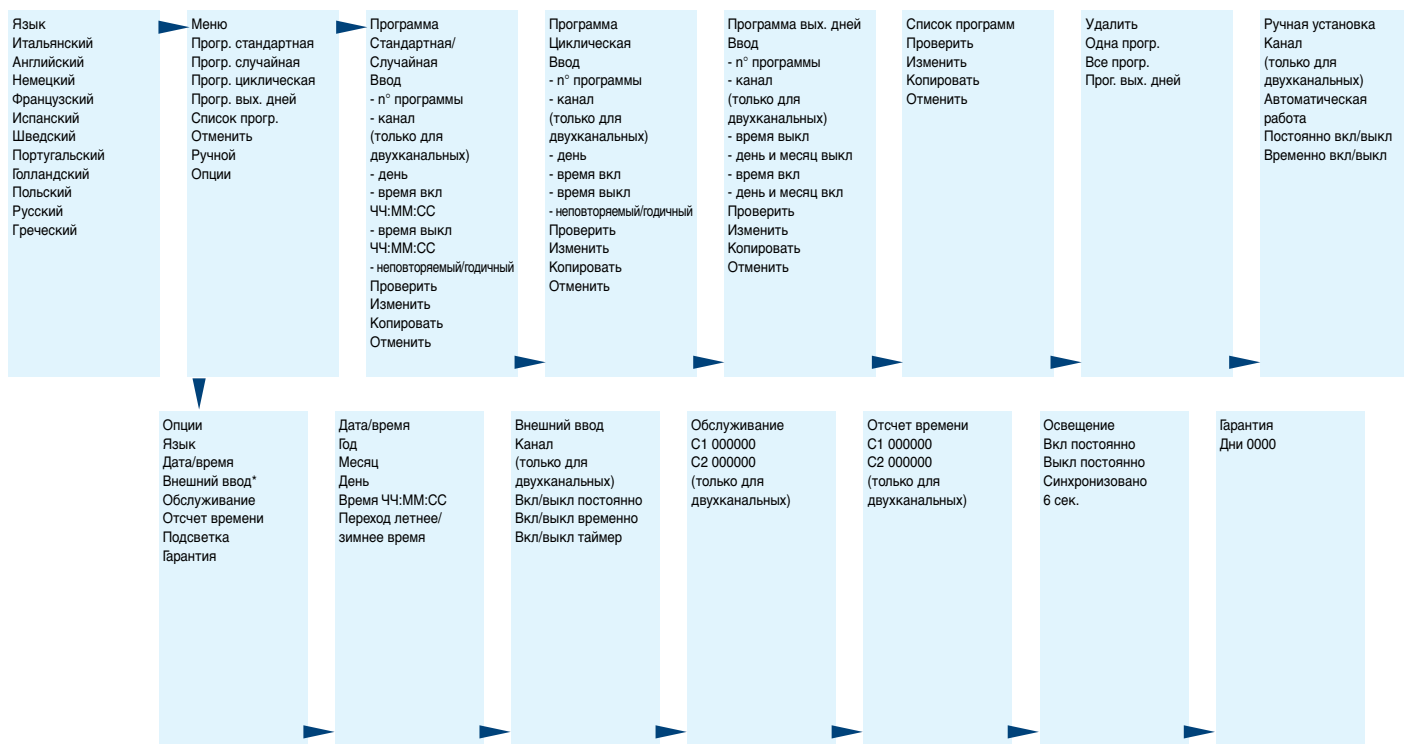 Язык
Итальянский
Английский
Немецкий
Французский
Испанский
Шведский
Португальский
Голландский
Польский
Русский
Греческий
Меню
Прогр. стандартная
Прогр. случайная
Прогр. циклическая
Прогр. вых. дней
Список прогр.
Отменить
Ручной
Опции
Программа
Стандартная/
Случайная
Ввод
- n° программы
- канал
(только для
двухканальных)
- день
- время вкл
ЧЧ:ММ:СС
- время выкл
ЧЧ:ММ:СС
- неповторяемый/годичный
Проверить
Изменить
Копировать
Отменить
Программа
Циклическая
Ввод
- n° программы
- канал
(только для
двухканальных)
- день
- время вкл
- время выкл
- неповторяемый/годичный
Проверить
Изменить
Копировать
Отменить
Программа вых. дней
Ввод
- n° программы
- канал
(только для
двухканальных)
- время выкл
- день и месяц выкл
- время вкл
- день и месяц вкл
Проверить
Изменить
Копировать
Отменить
Список программ
Проверить
Изменить
Копировать
Отменить
Удалить
Одна прогр.
Все прогр.
Прог. вых. дней
Ручная установка
Канал
(только для
двухканальных)
Автоматическая
работа
Постоянно вкл/выкл
Временно вкл/выкл
Опции
Язык
Дата/время
Внешний ввод*
Обслуживание
Отсчет времени
Подсветка
Гарантия
Дата/время
Год
Месяц
День
Время ЧЧ:ММ:СС
Переход летнее/
зимнее время
Внешний ввод
Канал
(только для
двухканальных)
Вкл/выкл постоянно
Вкл/выкл временно
Вкл/выкл таймер
Обслуживание
C1 000000
C2 000000
(только для
двухканальных)
Отсчет времени
C1 000000
C2 000000
(только для
двухканальных)
Освещение
Вкл постоянно
Выкл постоянно
Синхронизовано
6 сек.
Гарантия
Дни 0000